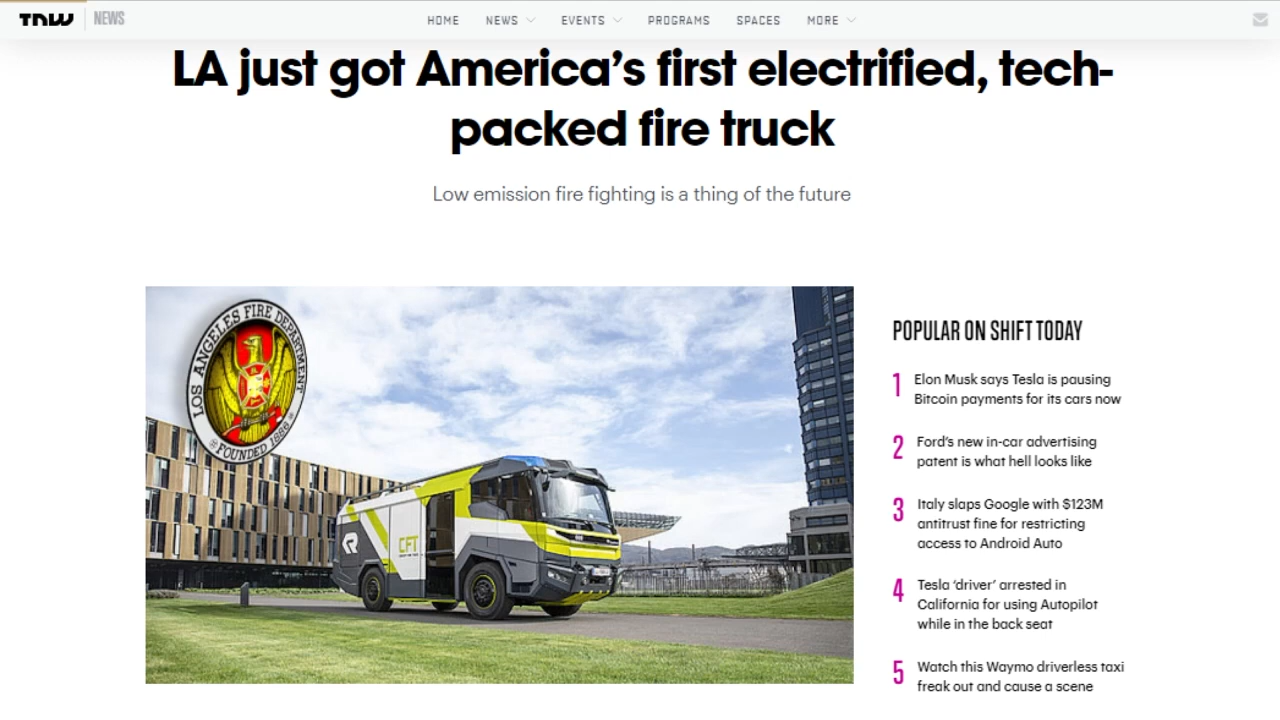 TNW NEWS
HOME NEWS EVENTS PROGRAMS SPACES MORE
LA just got America’s first electrified, tech-
packed fire truck
Low emission fire fighting is a thing of the future
LOS ANGELES FIRE DEPARTMENT
FOUNDED 1886
CFT
POPULAR ON SHIFT TODAY
1 Elon Musk says Tesla is pausing
Bitcoin payments for its cars now
2 Ford’s new in-car advertising
patent is what hell looks like
3 Italy slaps Google with $123M
antitrust fine for restricting
access to Android Auto
4 Tesla ‘driver’ arrested in
California for using Autopilot
while in the back seat
5 Watch this Waymo driverless taxi
freak out and cause a scene